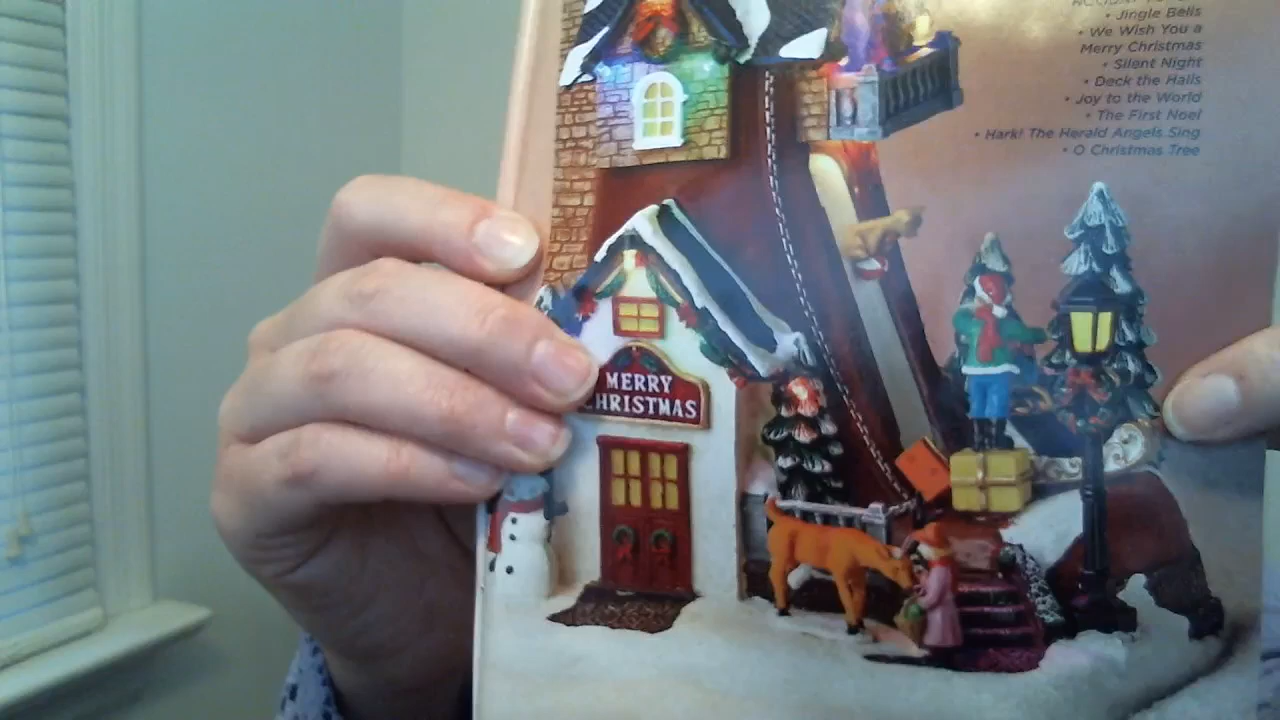 • Jingle Bells
• We Wish You a
Merry Christmas
• Silent Night
• Deck the Halls
• Joy to the World
• The First Noel
• Hark! The Herald Angels Sing
• O Christmas Tree
MERRY
CHRISTMAS